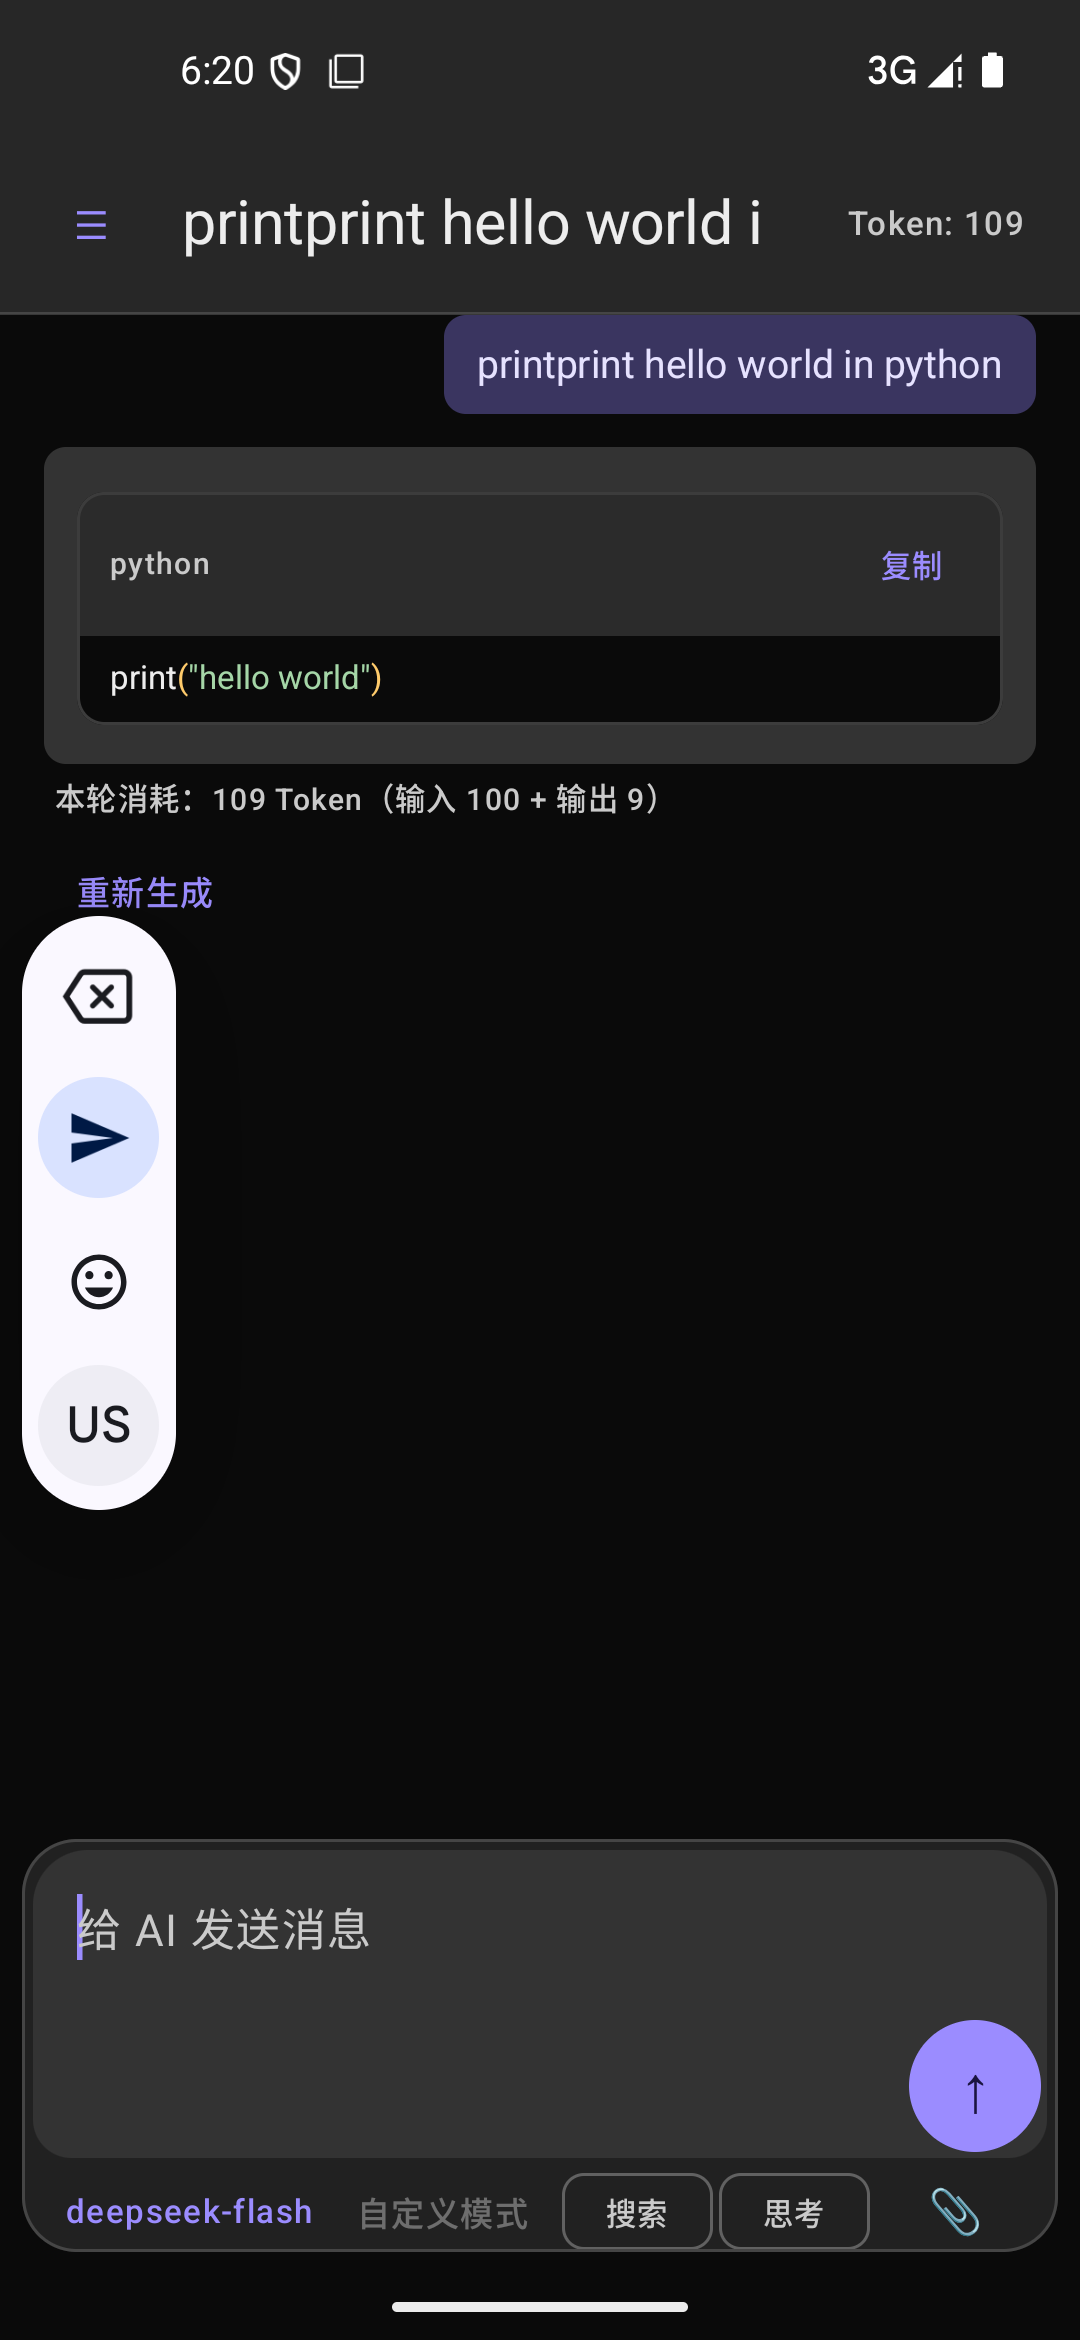 6:20
3G
☰ printprint hello world i
Token: 109
printprint hello world in python
python
复制
print("hello world")
本轮消耗：109 Token（输入 100 + 输出 9）
重新生成
US
给 AI 发送消息
↑
deepseek-flash 自定义模式 搜索 思考